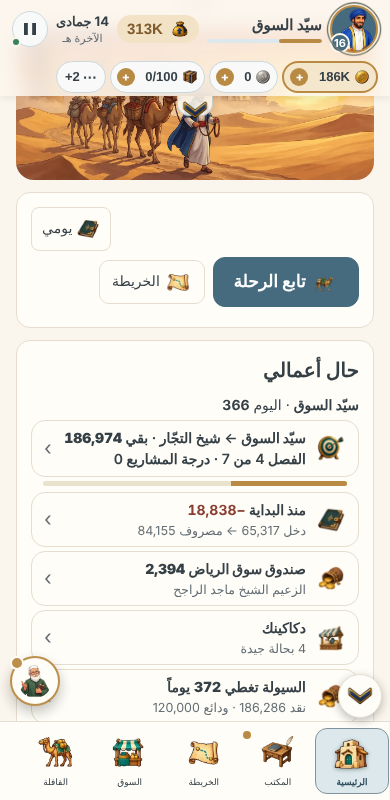 سيّد السوق
16
313K
14 جمادى
الآخرة هـ
186K +
0 +
0/100 +
+2 ⋯
يومي
تابع الرحلة
الخريطة
حال أعمالي
سيّد السوق · اليوم 366
سيّد السوق ← شيخ التجّار · بقي 186,974
الفصل 4 من 7 · درجة المشاريع 0
منذ البداية −18,838
دخل 65,317 ← مصروف 84,155
صندوق سوق الرياض 2,394
الزعيم الشيخ ماجد الراجح
دكاكينك
4 بحالة جيدة
السيولة تغطي 372 يوماً
نقد 186,286 · ودائع 120,000
الرئيسية
المكتب
الخريطة
السوق
القافلة